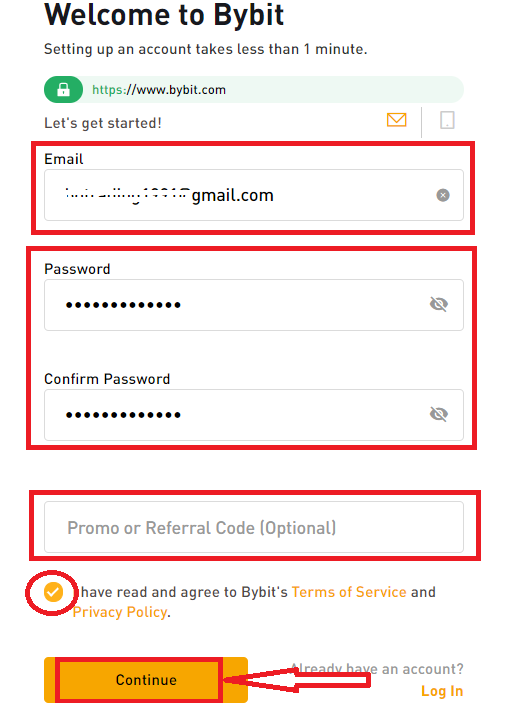 Welcome to Bybit
Setting up an account takes less than 1 minute.
https://www.bybit.com
Let's get started!
Email
@gmail.com
Password
•••••••••••••
Confirm Password
•••••••••••••
Promo or Referral Code (Optional)
have read and agree to Bybit's Terms of Service and
Privacy Policy.
Continue
Already have an account?
Log In